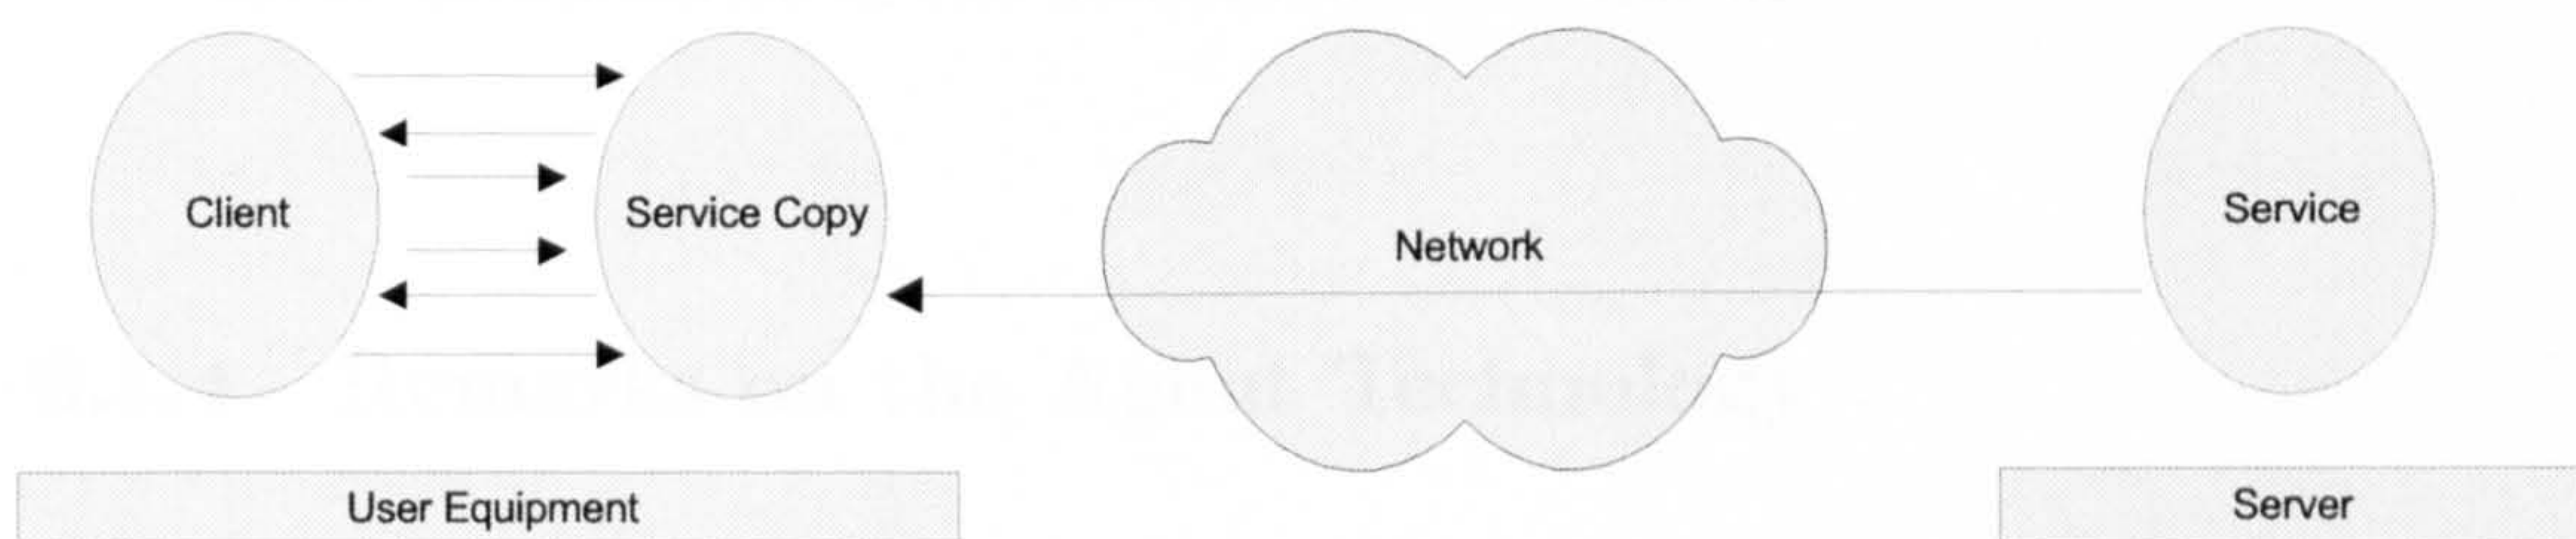 Client
Service Copy
Network
Service
User Equipment
Server